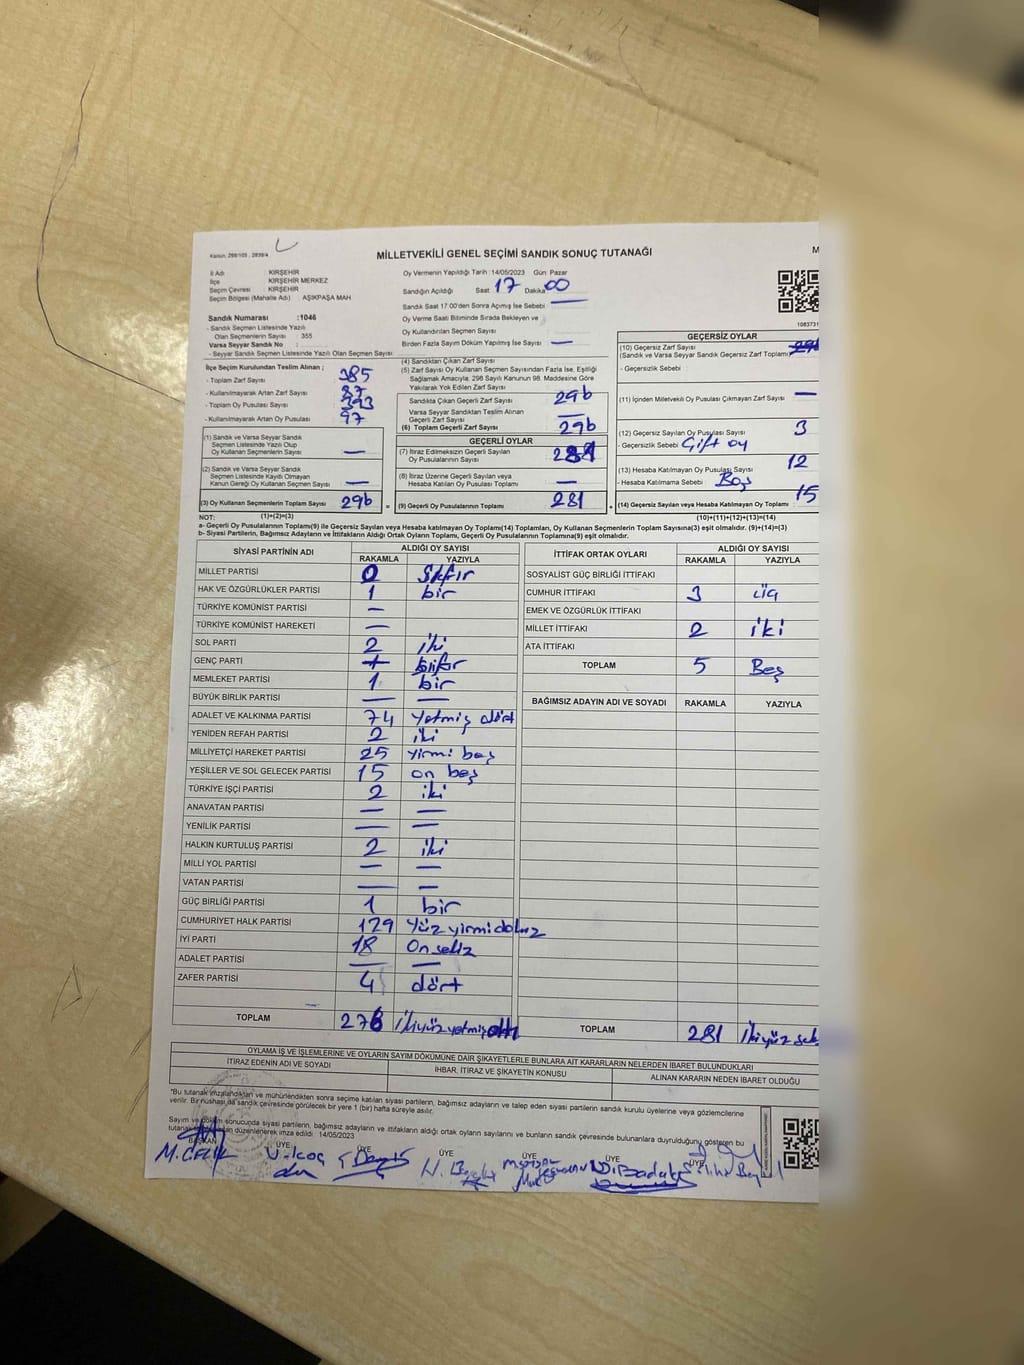 Kanun, 298/105 , 2839/4
MİLLETVEKİLİ GENEL SEÇİMİ SANDIK SONUÇ TUTANAĞI
M
İl Adı KIRŞEHİR
İlçe KIRŞEHİR MERKEZ
Seçim Çevresi : KIRŞEHİR
Seçim Bölgesi (Mahalle Adı) : AŞIKPAŞA MAH
Sandık Numarası :1046
- Sandık Seçmen Listesinde Yazılı
Olan Seçmenlerin Sayısı : 355
Varsa Seyyar Sandık No :
- Seyyar Sandık Seçmen Listesinde Yazılı Olan Seçmen Sayısı
İlçe Seçim Kurulundan Teslim Alınan ;
- Toplam Zarf Sayısı 385
- Kullanılmayarak Artan Zarf Sayısı
- Toplam Oy Pusulası Sayısı
- Kullanılmayarak Artan Oy Pusulası 97
(1) Sandık ve Varsa Seyyar Sandık
Seçmen Listesinde Yazılı Olup
Oy Kullanan Seçmenlerin Sayısı —
(2) Sandık ve Varsa Seyyar Sandık
Seçmen Listesinde Kayıtlı Olmayan
Kanun Gereği Oy Kullanan Seçmen Sayısı —
(3) Oy Kullanan Seçmenlerin Toplam Sayısı 296
(1)+(2)=(3)
Oy Vermenin Yapıldığı Tarih : 14/05/2023 Gün: Pazar
Sandığın Açıldığı Saat 17 Dakika 00
Sandık Saat 17:00'den Sonra Açılmış İse Sebebi : —
Oy Verme Saati Bitiminde Sırada Bekleyen ve
Oy Kullandırılan Seçmen Sayısı
Birden Fazla Sayım Döküm Yapılmış İse Sayısı : —
(4) Sandıktan Çıkan Zarf Sayısı
(5) Zarf Sayısı Oy Kullanan Seçmen Sayısından Fazla İse, Eşitliği
Sağlamak Amacıyla, 298 Sayılı Kanunun 98. Maddesine Göre
Yakılarak Yok Edilen Zarf Sayısı
Sandıkta Çıkan Geçerli Zarf Sayısı 296
Varsa Seyyar Sandıktan Teslim Alınan
Geçerli Zarf Sayısı —
(6) Toplam Geçerli Zarf Sayısı 296
GEÇERLİ OYLAR
(7) İtiraz Edilmeksizin Geçerli Sayılan
Oy Pusulalarının Sayısı
(8) İtiraz Üzerine Geçerli Sayılan veya
Hesaba Katılan Oy Pusulası Toplamı —
= (9) Geçerli Oy Pusulalarının Toplamı 281
GEÇERSİZ OYLAR
(10) Geçersiz Zarf Sayısı
(Sandık ve Varsa Seyyar Sandık Geçersiz Zarf Toplamı
- Geçersizlik Sebebi :
(11) İçinden Milletvekili Oy Pusulası Çıkmayan Zarf Sayısı —
(12) Geçersiz Sayılan Oy Pusulası Sayısı 3
- Geçersizlik Sebebi : Çift oy
(13) Hesaba Katılmayan Oy Pusulası Sayısı 12
- Hesaba Katılmama Sebebi : Boş
+ (14) Geçersiz Sayılan veya Hesaba Katılmayan Oy Toplamı 15
(10)+(11)+(12)+(13)=(14)
NOT:
a- Geçerli Oy Pusulalarının Toplamı(9) ile Geçersiz Sayılan veya Hesaba katılmayan Oy Toplamı(14) Toplamları, Oy Kullanan Seçmenlerin Toplam Sayısına(3) eşit olmalıdır. (9)+(14)=(3)
b- Siyasi Partilerin, Bağımsız Adayların ve İttifakların Aldığı Ortak Oyların Toplamı, Geçerli Oy Pusulalarının Toplamına(9) eşit olmalıdır.
SİYASİ PARTİNİN ADI ALDIĞI OY SAYISI
RAKAMLA YAZIYLA
MİLLET PARTİSİ 0 Sıfır
HAK VE ÖZGÜRLÜKLER PARTİSİ 1 bir
TÜRKİYE KOMÜNİST PARTİSİ —
TÜRKİYE KOMÜNİST HAREKETİ —
SOL PARTİ 2 iki
GENÇ PARTİ
MEMLEKET PARTİSİ 1 bir
BÜYÜK BİRLİK PARTİSİ — —
ADALET VE KALKINMA PARTİSİ 74 yetmiş dört
YENİDEN REFAH PARTİSİ 2 iki
MİLLİYETÇİ HAREKET PARTİSİ 25 yirmi beş
YEŞİLLER VE SOL GELECEK PARTİSİ 15 on beş
TÜRKİYE İŞÇİ PARTİSİ 2 iki
ANAVATAN PARTİSİ — —
YENİLİK PARTİSİ — —
HALKIN KURTULUŞ PARTİSİ 2 iki
MİLLİ YOL PARTİSİ — —
VATAN PARTİSİ — —
GÜÇ BİRLİĞİ PARTİSİ 1 bir
CUMHURİYET HALK PARTİSİ 129 Yüz yirmi dokuz
İYİ PARTİ 18 On sekiz
ADALET PARTİSİ — —
ZAFER PARTİSİ 4 dört
TOPLAM 276 İkiyüz yetmiş altı
İTTİFAK ORTAK OYLARI ALDIĞI OY SAYISI
RAKAMLA YAZIYLA
SOSYALİST GÜÇ BİRLİĞİ İTTİFAKI
CUMHUR İTTİFAKI 3 üç
EMEK VE ÖZGÜRLÜK İTTİFAKI
MİLLET İTTİFAKI 2 iki
ATA İTTİFAKI
TOPLAM 5 Beş
BAĞIMSIZ ADAYIN ADI VE SOYADI RAKAMLA YAZIYLA
TOPLAM 281 İkiyüz sek
OYLAMA İŞ VE İŞLEMLERİNE VE OYLARIN SAYIM DÖKÜMÜNE DAİR ŞİKAYETLERLE BUNLARA AİT KARARLARIN NELERDEN İBARET BULUNDUKLARI
İTİRAZ EDENİN ADI VE SOYADI İHBAR, İTİRAZ VE ŞİKAYETİN KONUSU ALINAN KARARIN NEDEN İBARET OLDUĞU
*Bu tutanak imzalandıktan ve mühürlendikten sonra seçime katılan siyasi partilerin, bağımsız adayların ve talep eden siyasi partilerin sandık kurulu üyelerine veya gözlemcilerine
verilir. Bir nüshası da sandık çevresinde görülecek bir yere 1 (bir) hafta süreyle asılır.
Sayım ve döküm sonucunda siyasi partilerin, bağımsız adayların ve ittifakların aldığı ortak oyların sayılarını ve bunların sandık çevresinde bulunanlara duyrulduğunu gösteren bu
düzenlenerek imza edildi. 14/05/2023
BAŞKAN ÜYE ÜYE ÜYE ÜYE ÜYE ÜYE
M. ÇELİK